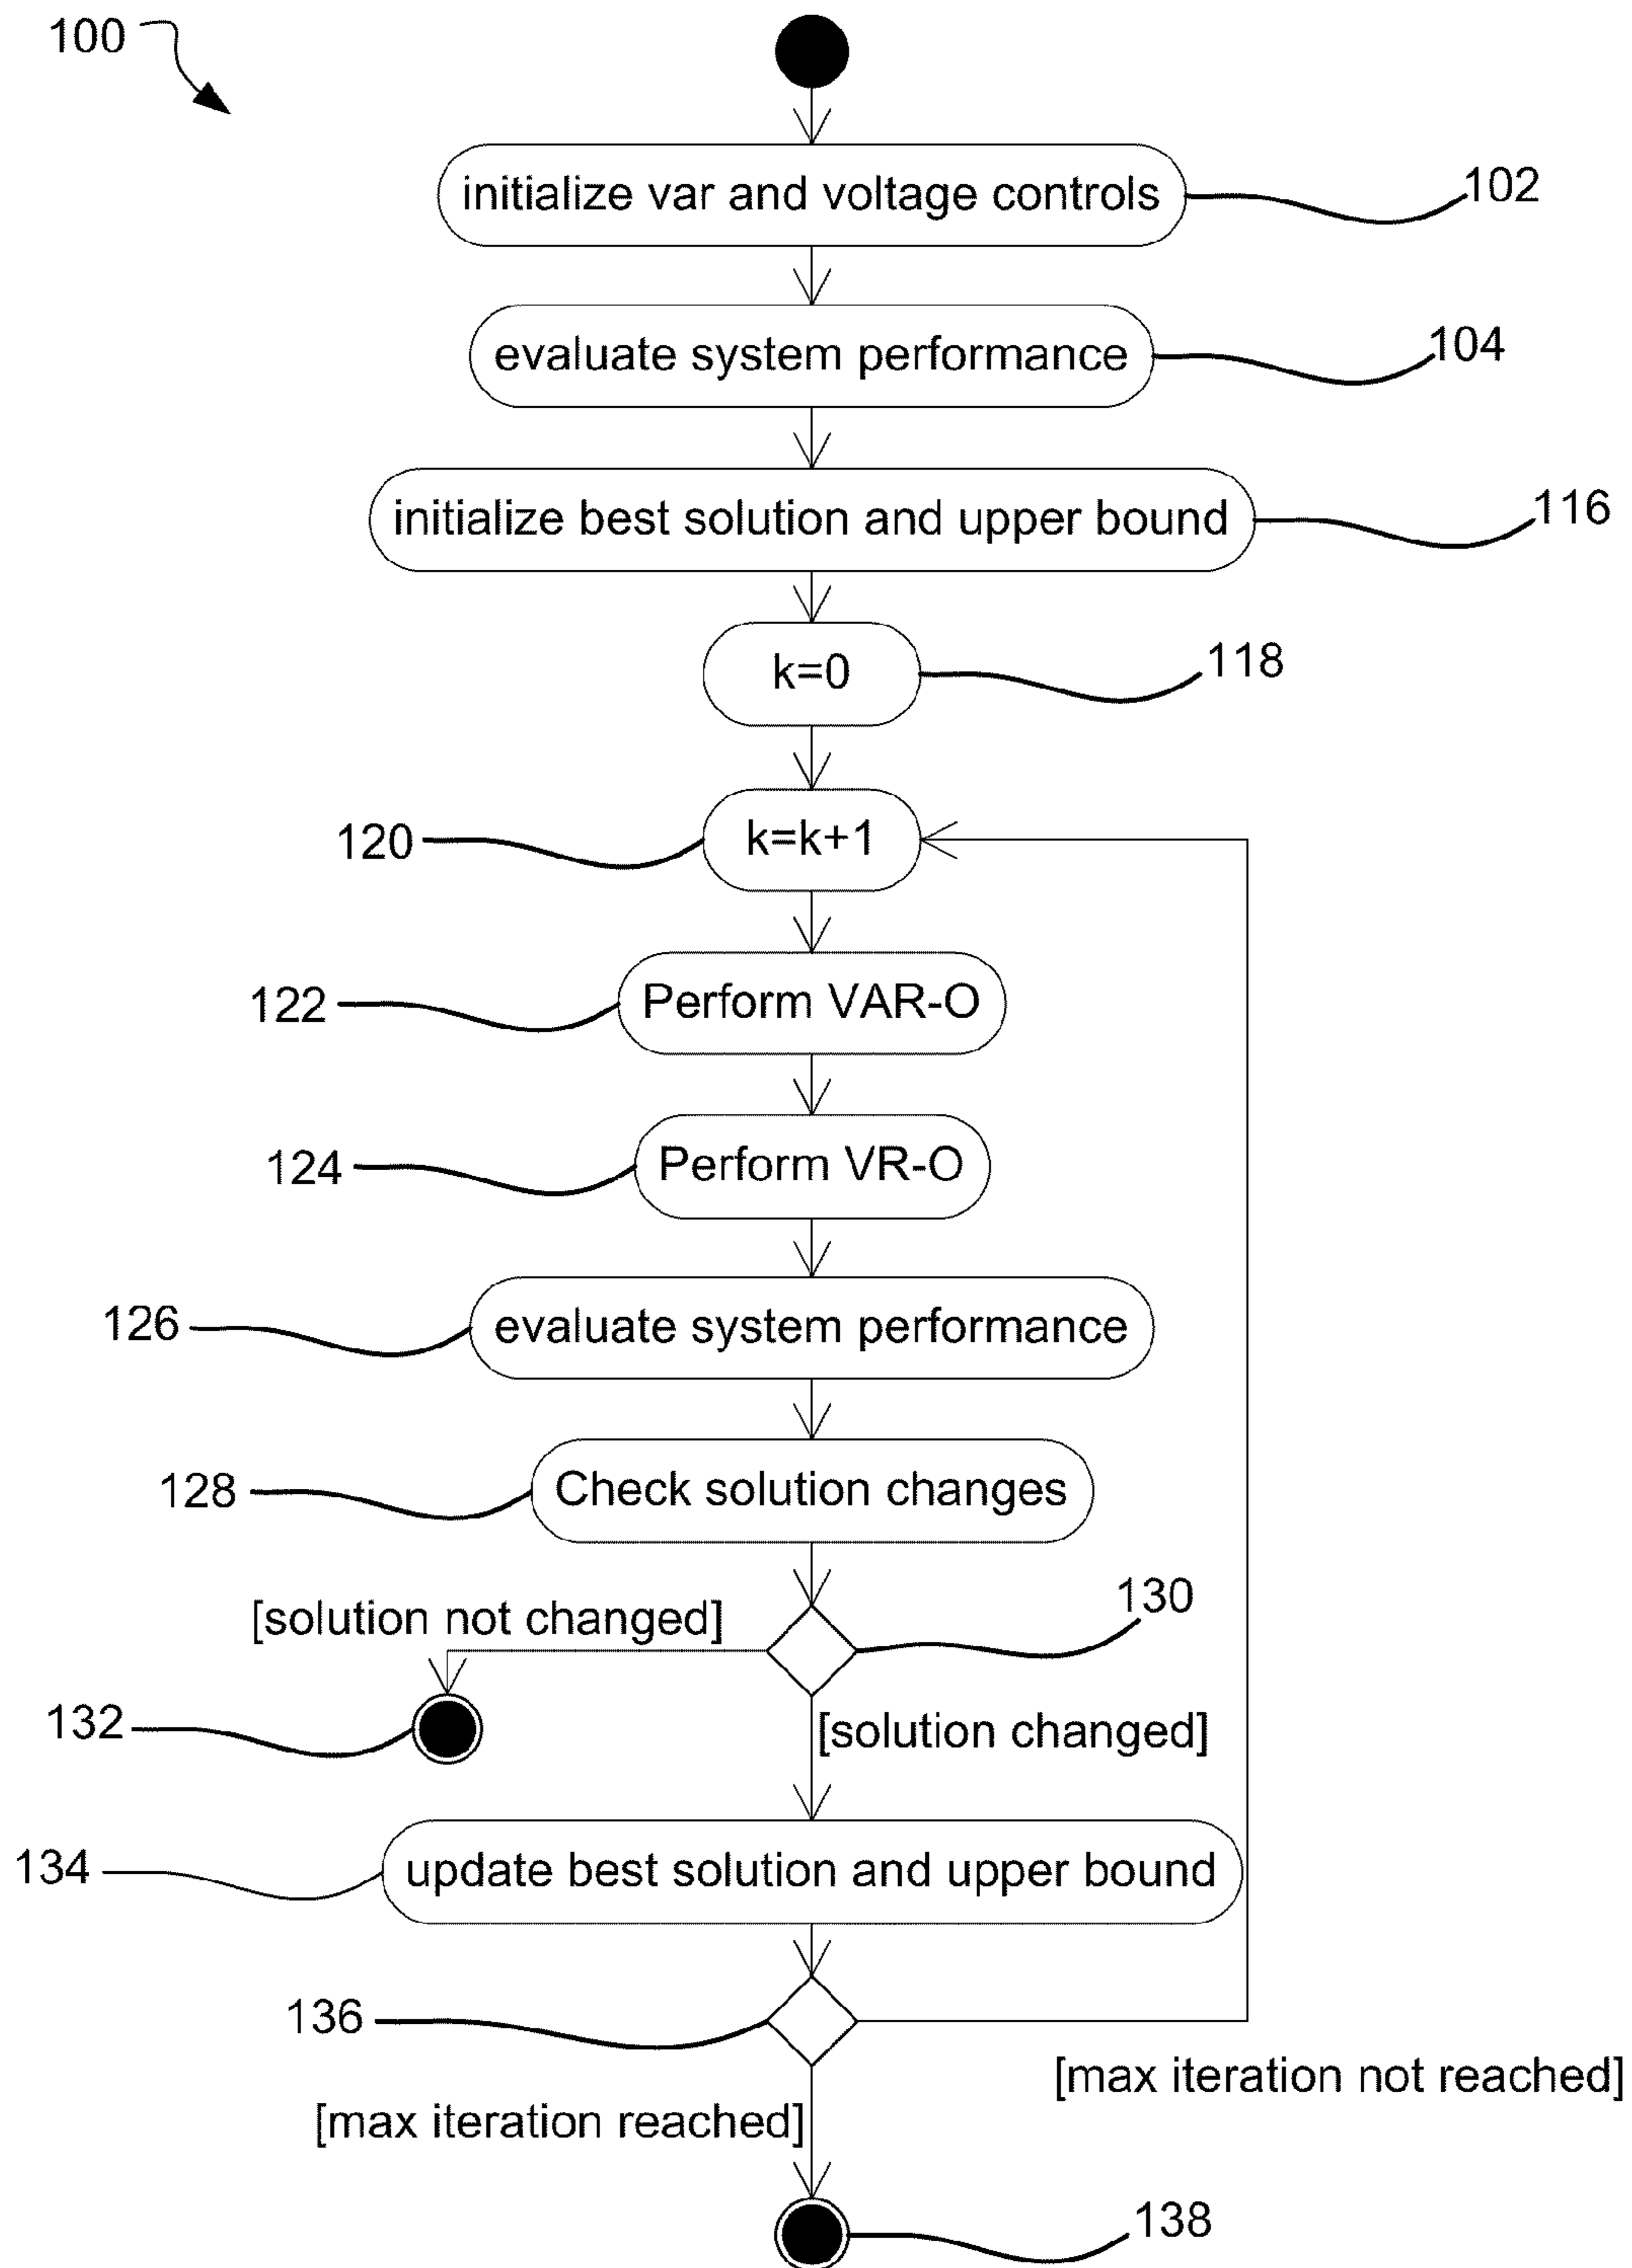 100
initialize var and voltage controls
102
evaluate system performance
104
initialize best solution and upper bound
116
k=0
118
120
k=k+1
122
Perform VAR-O
124
Perform VR-O
126
evaluate system performance
128
Check solution changes
130
[solution not changed]
132
[solution changed]
134
update best solution and upper bound
136
[max iteration not reached]
[max iteration reached]
138